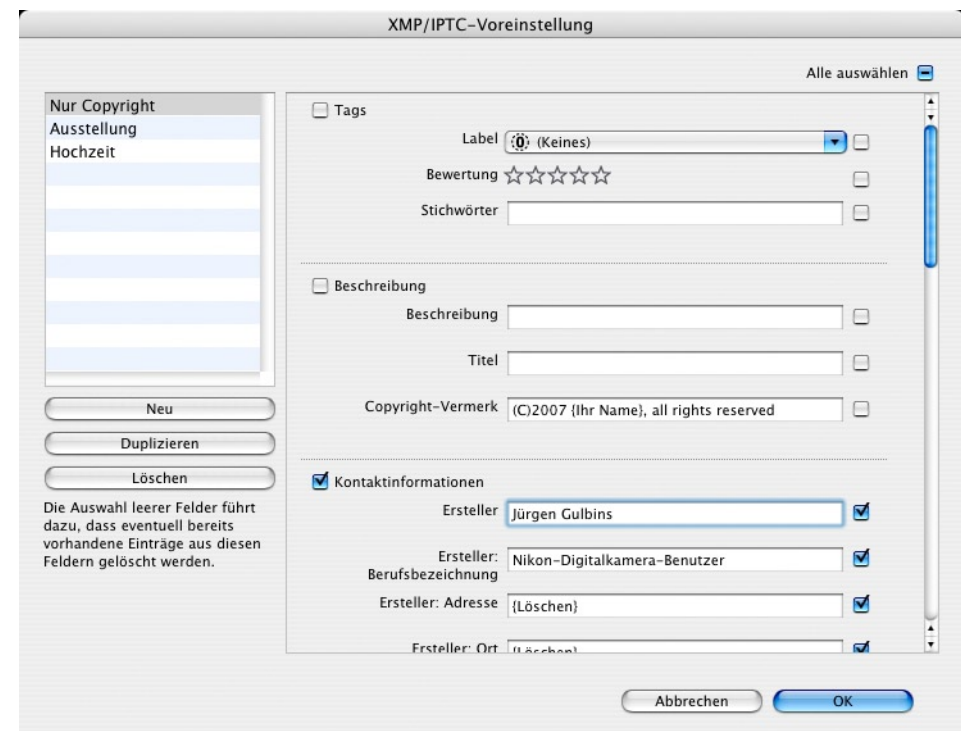 XMP/IPTC-Voreinstellung
Alle auswählen
Nur Copyright
Ausstellung
Hochzeit
Neu
Duplizieren
Löschen
Die Auswahl leerer Felder führt
dazu, dass eventuell bereits
vorhandene Einträge aus diesen
Feldern gelöscht werden.
Tags
Label (0) (Keines)
Bewertung
Stichwörter
Beschreibung
Beschreibung
Titel
Copyright-Vermerk (C)2007 {Ihr Name}, all rights reserved
Kontaktinformationen
Ersteller Jürgen Gulbins
Ersteller:
Berufsbezeichnung Nikon-Digitalkamera-Benutzer
Ersteller: Adresse {Löschen}
Ersteller: Ort {Löschen}
Abbrechen
OK